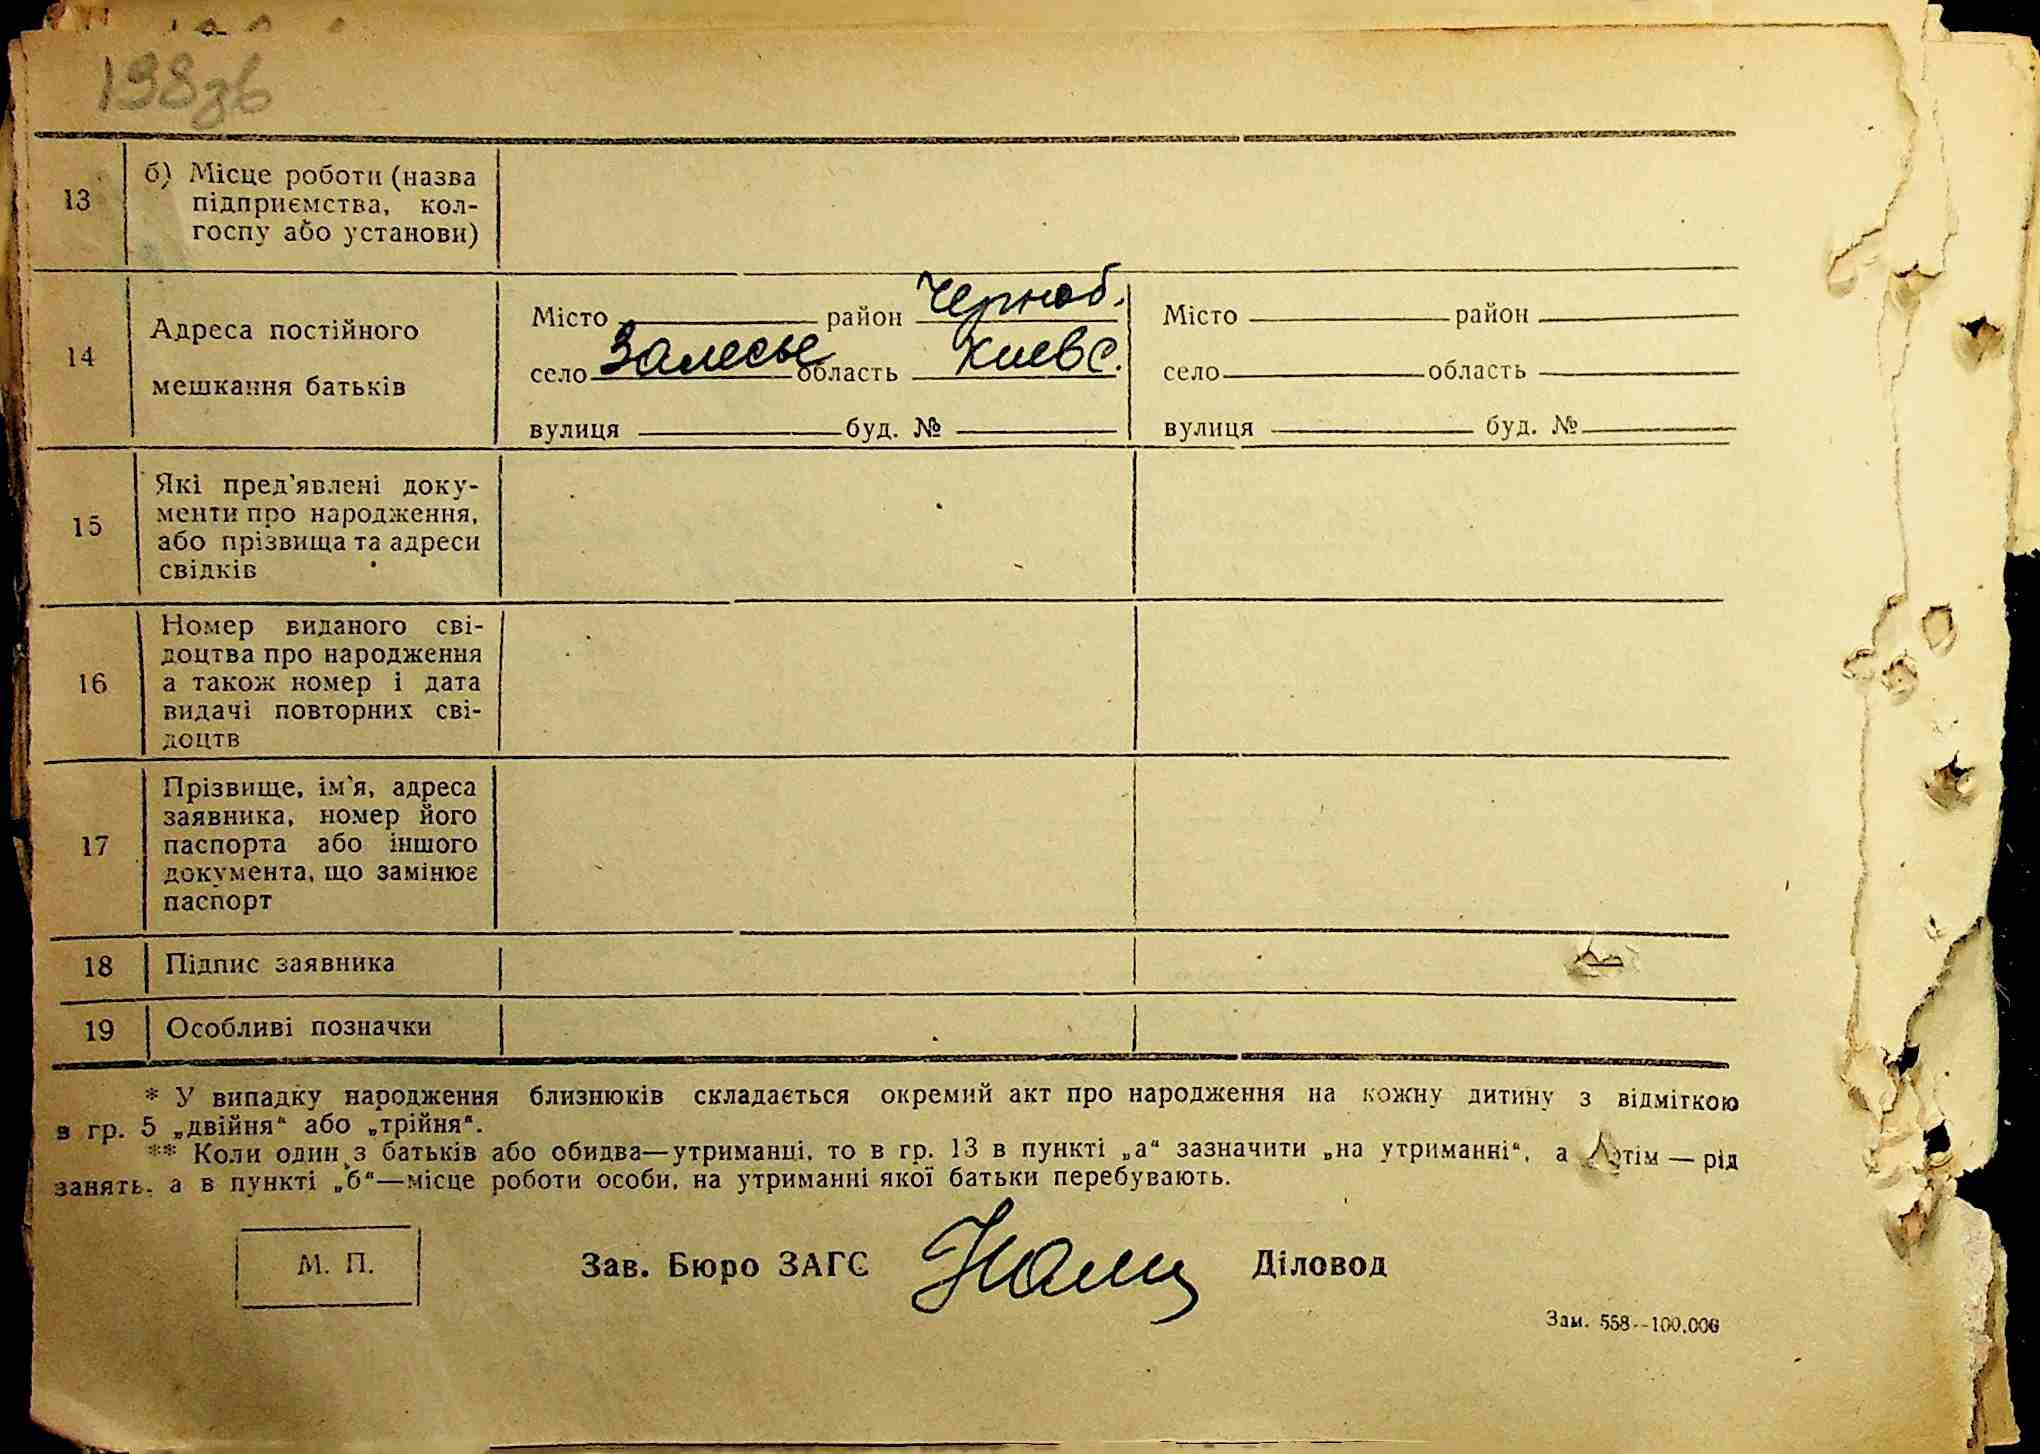 198зв
13
б) Місце роботи (назва
підприємства, кол-
госпу або установи)
14
Адреса постійного
мешкання батьків
Місто район Черноб.
село Залесье область Киевс.
вулиця буд. №
Місто район
село область
вулиця буд. №
15
Які пред'явлені доку-
менти про народження,
або прізвища та адреси
свідків
16
Номер виданого сві-
доцтва про народження
а також номер і дата
видачі повторних сві-
доцтв
17
Прізвище, ім'я, адреса
заявника, номер його
паспорта або іншого
документа, що замінює
паспорт
18 Підпис заявника
19 Особливі позначки
* У випадку народження близнюків складається окремий акт про народження на кожну дитину з відміткою
в гр. 5 „двійня“ або „трійня“.
** Коли один з батьків або обидва—утриманці, то в гр. 13 в пункті „а“ зазначити „на утриманні“, а потім — рід
занять, а в пункті „б“—місце роботи особи, на утриманні якої батьки перебувають.
М. П.
Зав. Бюро ЗАГС Діловод
Зам. 558--100.000